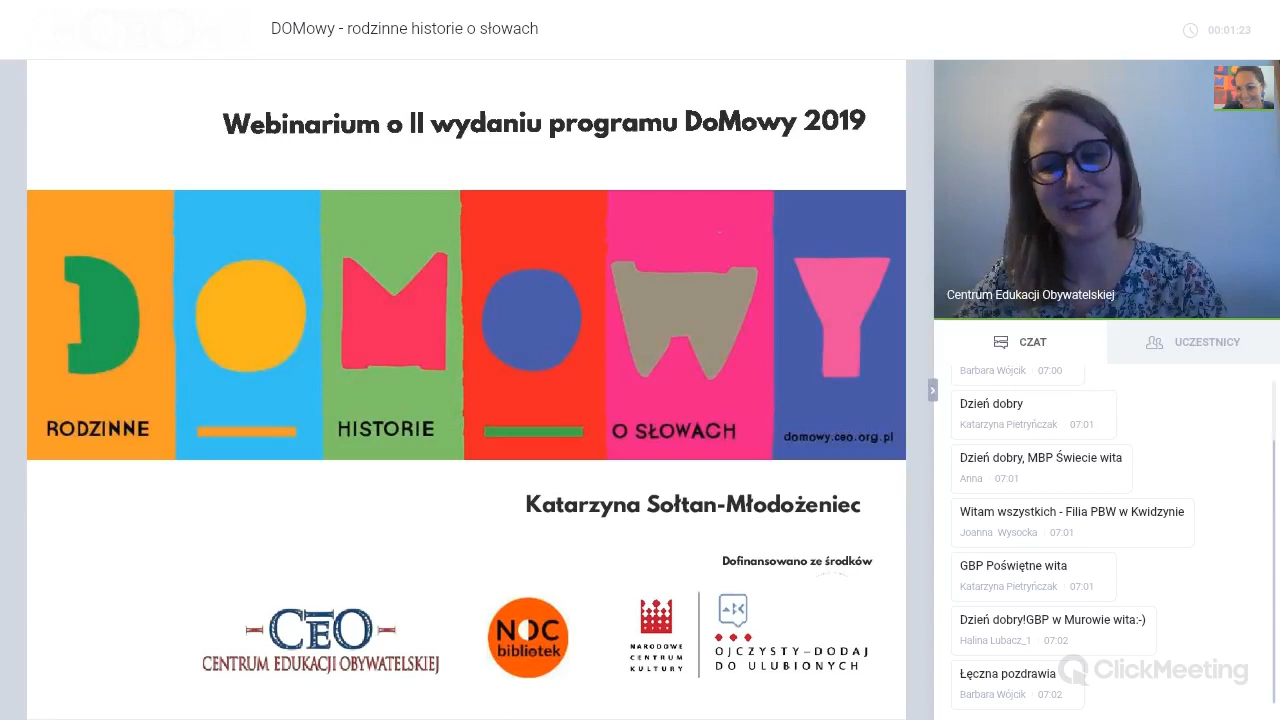 DOMowy - rodzinne historie o słowach
00:01:23
Webinarium o II wydaniu programu DoMowy 2019
DOMOWY
RODZINNE HISTORIE O SŁOWACH domowy.ceo.org.pl
Katarzyna Sołtan-Młodożeniec
Dofinansowano ze środków
CEO
CENTRUM EDUKACJI OBYWATELSKIEJ
NOC
bibliotek
NARODOWE
CENTRUM
KULTURY
OJCZYSTY–DODAJ
DO ULUBIONYCH
Centrum Edukacji Obywatelskiej
CZAT
UCZESTNICY
Barbara Wójcik 07:00
Dzień dobry
Katarzyna Pietryńczak 07:01
Dzień dobry, MBP Świecie wita
Anna 07:01
Witam wszystkich - Filia PBW w Kwidzynie
Joanna Wysocka 07:01
GBP Poświętne wita
Katarzyna Pietryńczak 07:01
Dzień dobry!GBP w Murowie wita:-)
Halina Lubacz_1 07:02
Łęczna pozdrawia
Barbara Wójcik 07:02
ClickMeeting